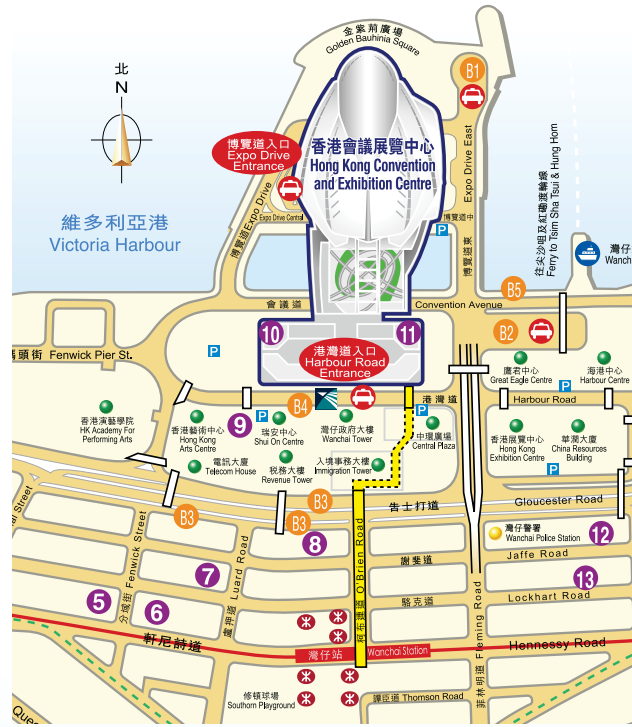 金紫荊廣場
Golden Bauhinia Square
北
N
B1
博覽道入口
Expo Drive
Entrance
香港會議展覽中心
Hong Kong Convention
and Exhibition Centre
Expo Drive East
博覽道東
博覽道Expo Drive
Expo Drive Central
博覽道中
P
往尖沙咀及紅磡渡輪線
Ferry to Tsim Sha Tsui & Hung Hom
維多利亞港
Victoria Harbour
灣仔
Wanch
會議道
Convention Avenue
B5
B2
10
11
港灣道入口
Harbour Road
Entrance
碼頭街 Fenwick Pier St.
P
鷹君中心
Great Eagle Centre
海港中心
Harbour Centre
P
B4
港灣道
Harbour Road
香港演藝學院
HK Academy For
Performing Arts
香港藝術中心
Hong Kong
Arts Centre
9
P
瑞安中心
Shui On Centre
灣仔政府大樓
Wanchai Tower
P
中環廣場
Central Plaza
香港展覽中心
Hong Kong
Exhibition Centre
華潤大廈
China Resources
Building
P
電訊大廈
Telecom House
稅務大樓
Revenue Tower
入境事務大樓
Immigration Tower
B3
B3
B3
告士打道
Gloucester Road
8
灣仔警署
Wanchai Police Station
12
謝斐道
Jaffe Road
7
13
駱克道
Lockhart Road
5
6
分域街 Fenwick Street
盧押道 Luard Road
柯布連道 O'Brien Road
菲林明道 Fleming Road
軒尼詩道
灣仔站
Wanchai Station
Hennessy Road
修頓球場
Southorn Playground
譚臣道 Thomson Road